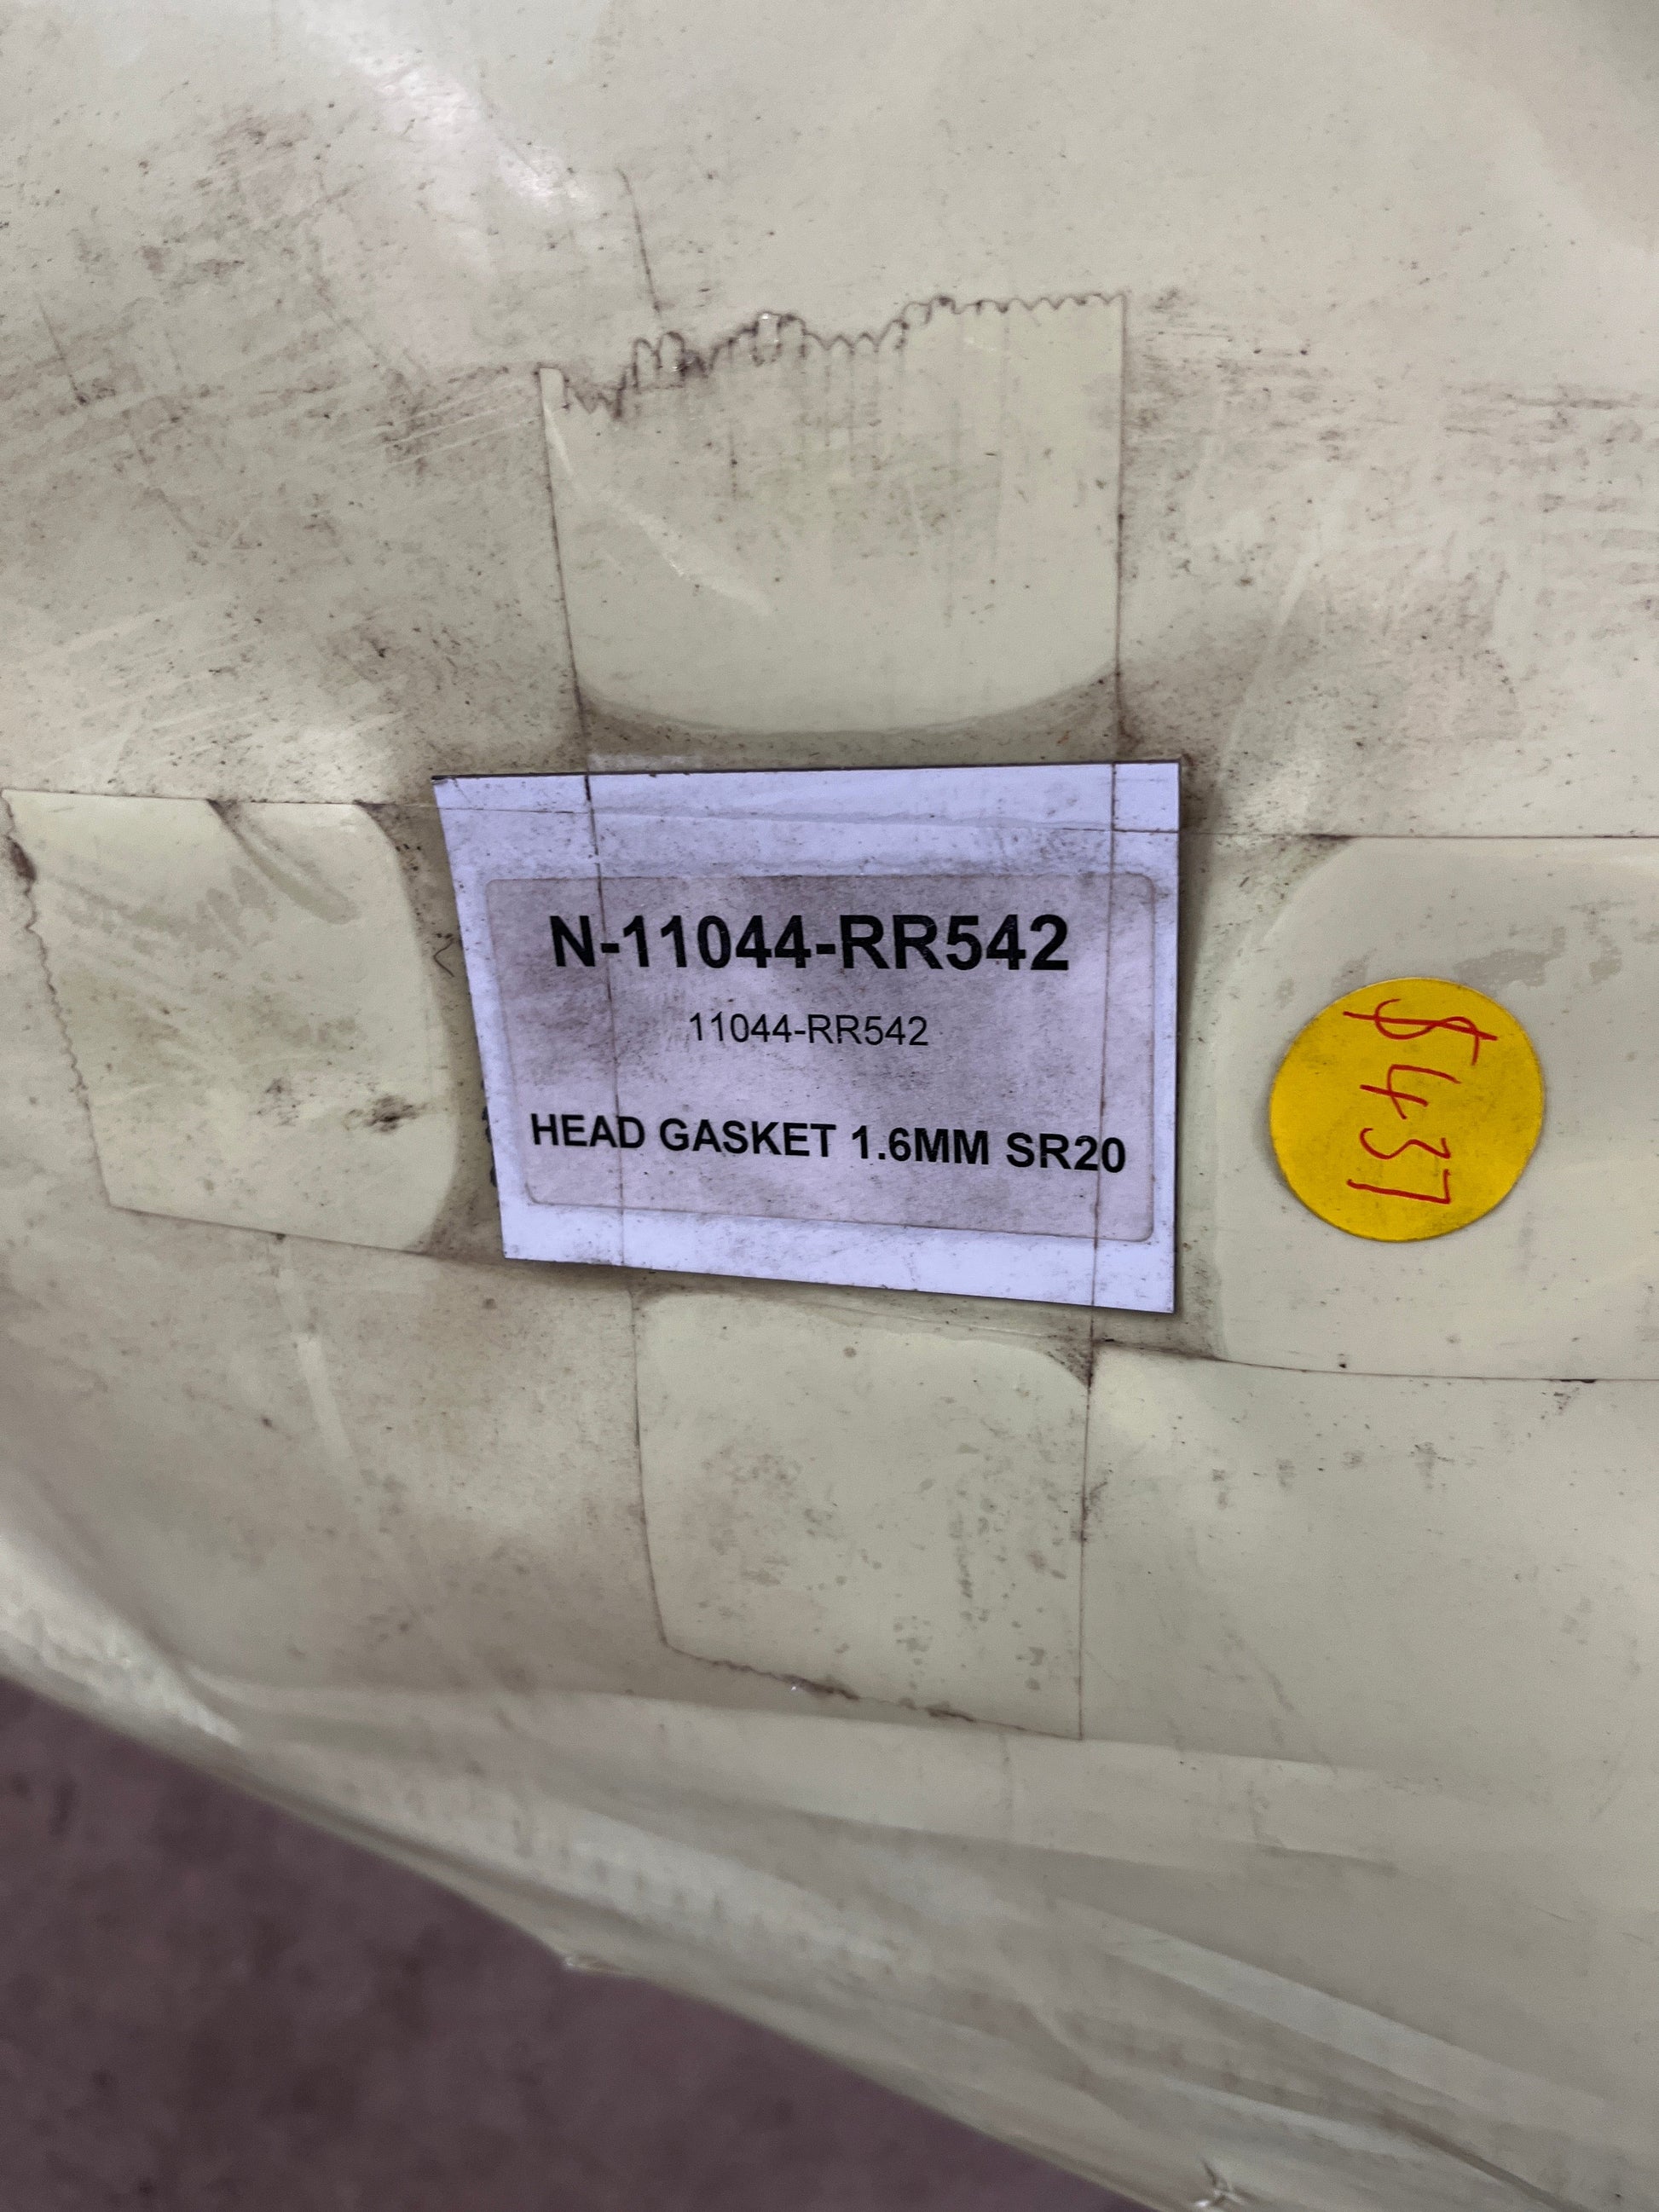 N-11044-RR542
11044-RR542
HEAD GASKET 1.6MM SR20
$437